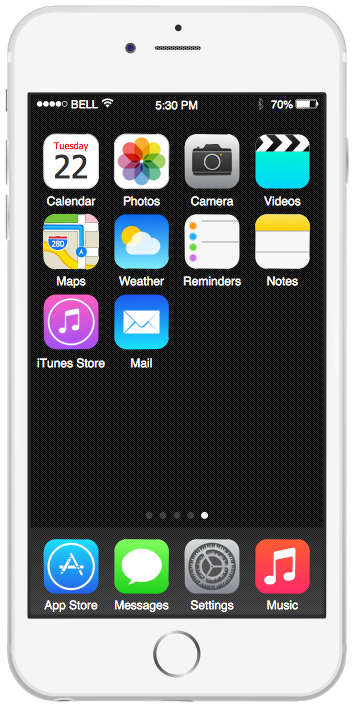 BELL 5:30 PM 70%
Tuesday
22
Calendar Photos Camera Videos
280
Maps Weather Reminders Notes
iTunes Store Mail
App Store Messages Settings Music